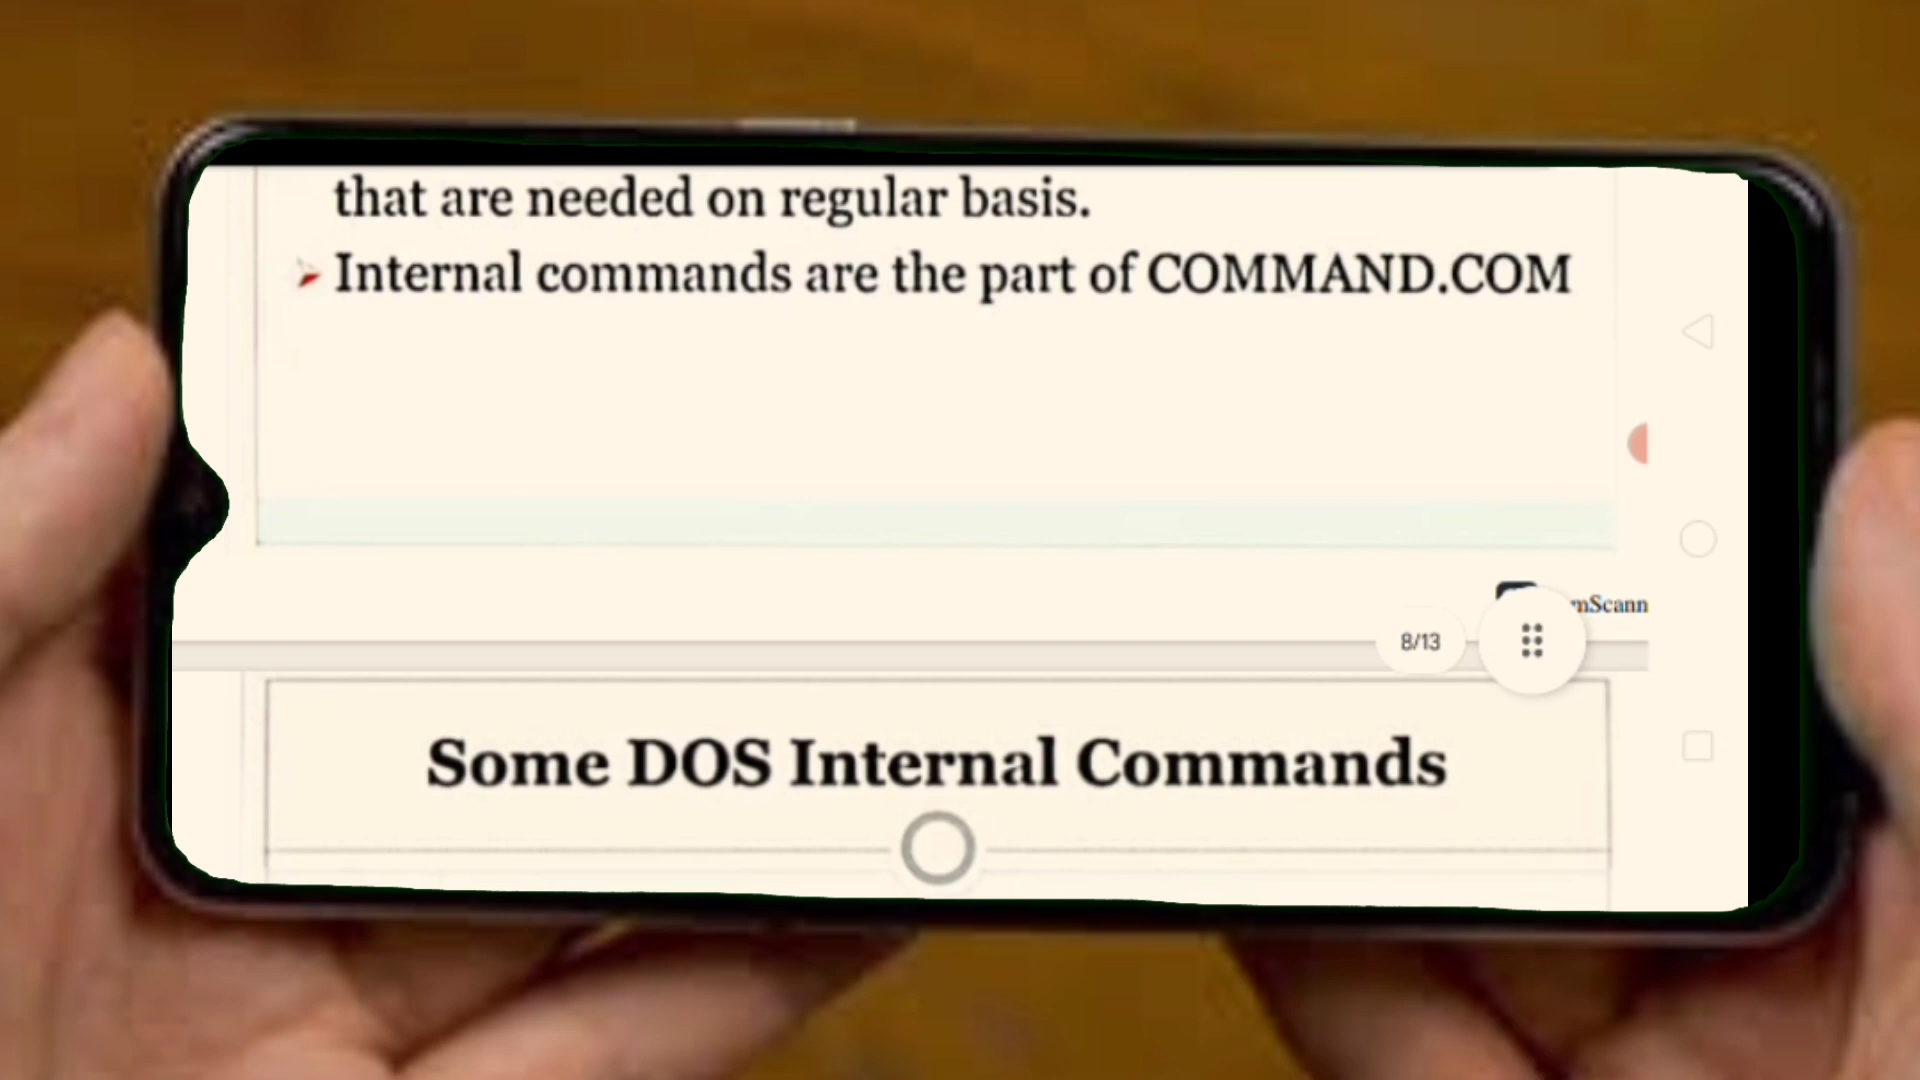 that are needed on regular basis.
Internal commands are the part of COMMAND.COM
mScann
8/13
Some DOS Internal Commands